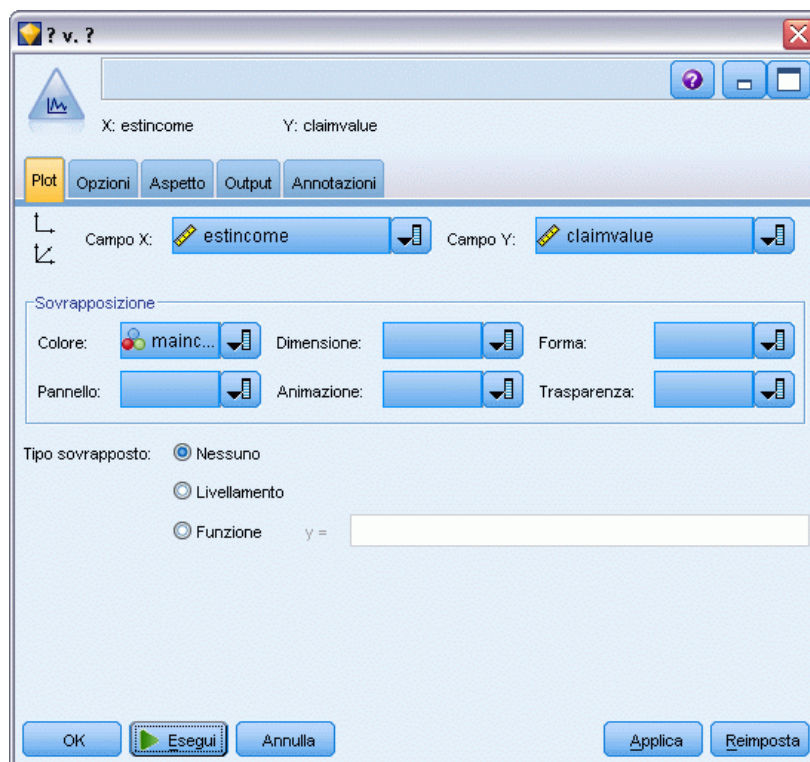 ? v. ?
X: estincome Y: claimvalue
Plot Opzioni Aspetto Output Annotazioni
Campo X: estincome Campo Y: claimvalue
Sovrapposizione
Colore: mainc... Dimensione: Forma:
Pannello: Animazione: Trasparenza:
Tipo sovrapposto: Nessuno
Livellamento
Funzione y =
OK Esegui Annulla Applica Reimposta